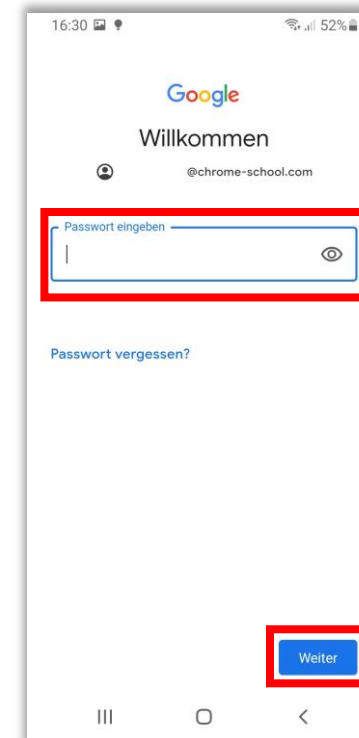 16:30 52%
Google
Willkommen
@chrome-school.com
Passwort eingeben
Passwort vergessen?
Weiter